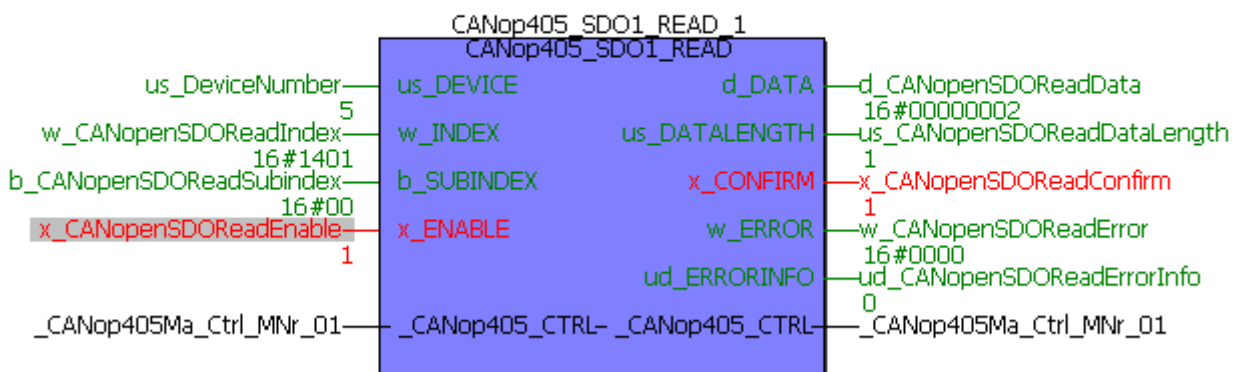 CANop405_SDO1_READ_1
CANop405_SDO1_READ
us_DeviceNumber us_DEVICE d_DATA d_CANopenSDOReadData
5 16#00000002
w_CANopenSDOReadIndex w_INDEX us_DATALENGTH us_CANopenSDOReadDataLength
16#1401 1
b_CANopenSDOReadSubindex b_SUBINDEX x_CONFIRM x_CANopenSDOReadConfirm
16#00 1
x_CANopenSDOReadEnable x_ENABLE w_ERROR w_CANopenSDOReadError
1 16#0000
ud_ERRORINFO ud_CANopenSDOReadErrorInfo
0
_CANop405Ma_Ctrl_MNr_01 _CANop405_CTRL _CANop405_CTRL _CANop405Ma_Ctrl_MNr_01